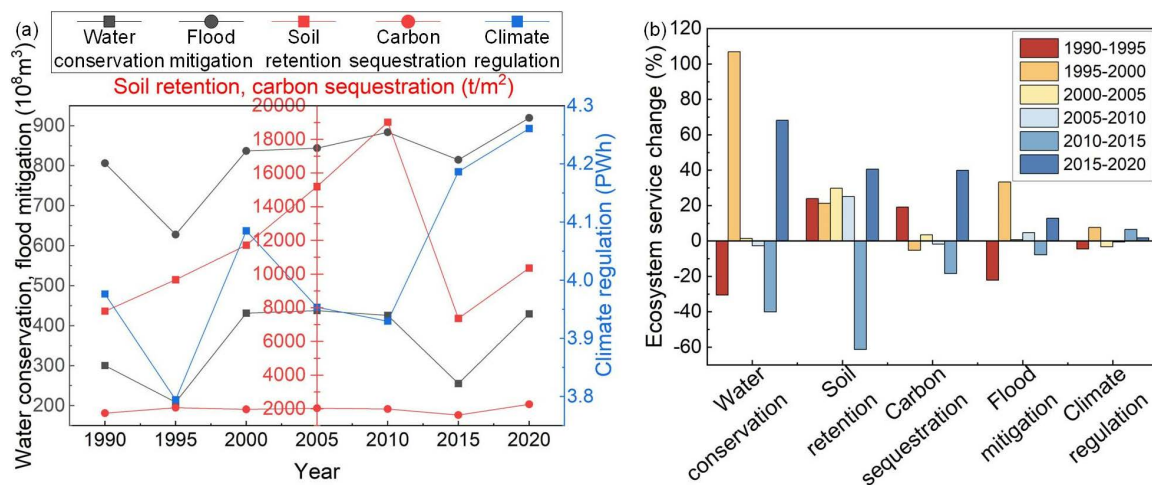 (a)
Water conservation
Flood mitigation
Soil retention
Carbon sequestration
Climate regulation
Soil retention, carbon sequestration (t/m²)
Water conservation, flood mitigation (10⁸m³)
900
800
700
600
500
400
300
200
20000
18000
16000
14000
12000
10000
8000
6000
4000
2000
4.3
4.2
4.1
4.0
3.9
3.8
Climate regulation (PWh)
1990 1995 2000 2005 2010 2015 2020
Year
(b)
Ecosystem service change (%)
120
100
80
60
40
20
0
-20
-40
-60
1990-1995
1995-2000
2000-2005
2005-2010
2010-2015
2015-2020
Water
conservation
Soil
retention
Carbon
sequestration
Flood
mitigation
Climate
regulation